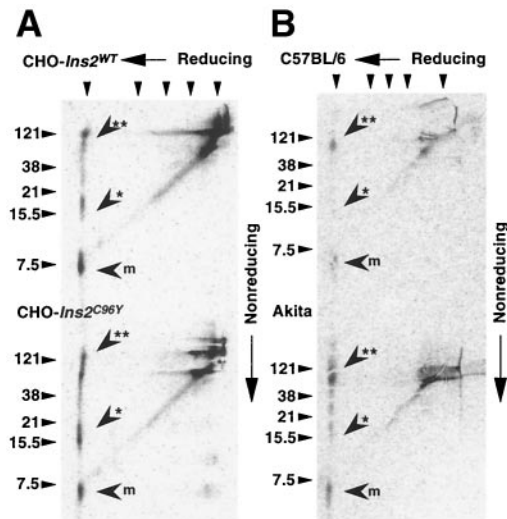 A
CHO-Ins2WT Reducing
121
38
21
15.5
7.5
**
*
m
CHO-Ins2C96Y
121
38
21
15.5
7.5
**
*
m
Nonreducing
B
C57BL/6 Reducing
121
38
21
15.5
7.5
**
*
m
Akita
121
38
21
15.5
7.5
**
*
m
Nonreducing